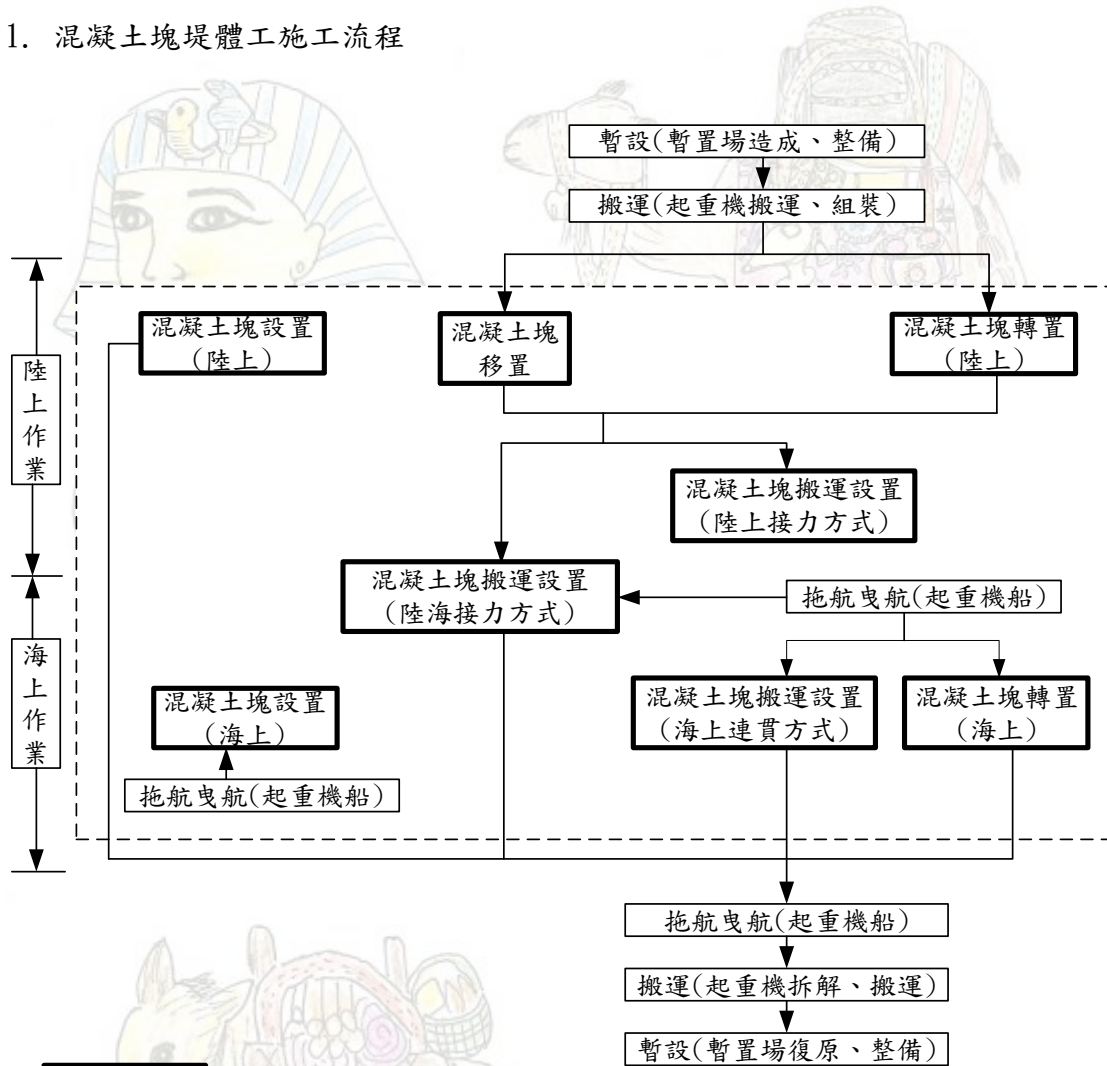 1. 混凝土塊堤體工施工流程
暫設(暫置場造成、整備)
搬運(起重機搬運、組裝)
陸上作業
混凝土塊設置
(陸上)
混凝土塊
移置
混凝土塊轉置
(陸上)
混凝土塊搬運設置
(陸上接力方式)
混凝土塊搬運設置
(陸海接力方式)
拖航曳航(起重機船)
海上作業
混凝土塊設置
(海上)
拖航曳航(起重機船)
混凝土塊搬運設置
(海上連貫方式)
混凝土塊轉置
(海上)
拖航曳航(起重機船)
搬運(起重機拆解、搬運)
暫設(暫置場復原、整備)